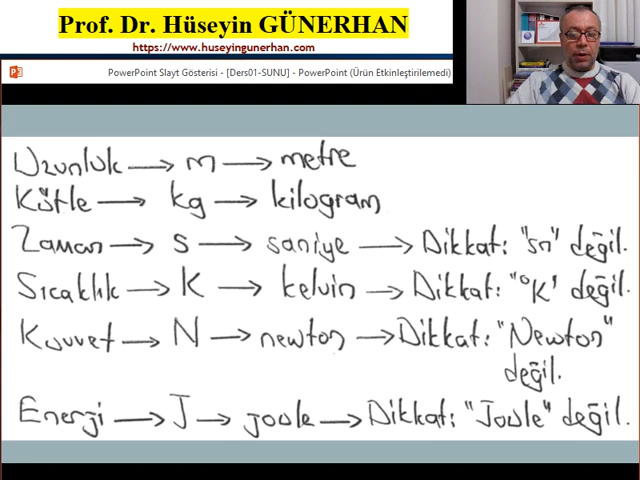 Prof. Dr. Hüseyin GÜNERHAN
https://www.huseyingunerhan.com
PowerPoint Slayt Gösterisi - [Ders01-SUNU] - PowerPoint (Ürün Etkinleştirilemedi)
Uzunluk → m → metre
Kütle → kg → kilogram
Zaman → s → saniye → Dikkat: "sn" değil.
Sıcaklık → K → kelvin → Dikkat: "°K" değil.
Kuvvet → N → newton → Dikkat: "Newton"
değil.
Enerji → J → joule → Dikkat: "Joule" değil.